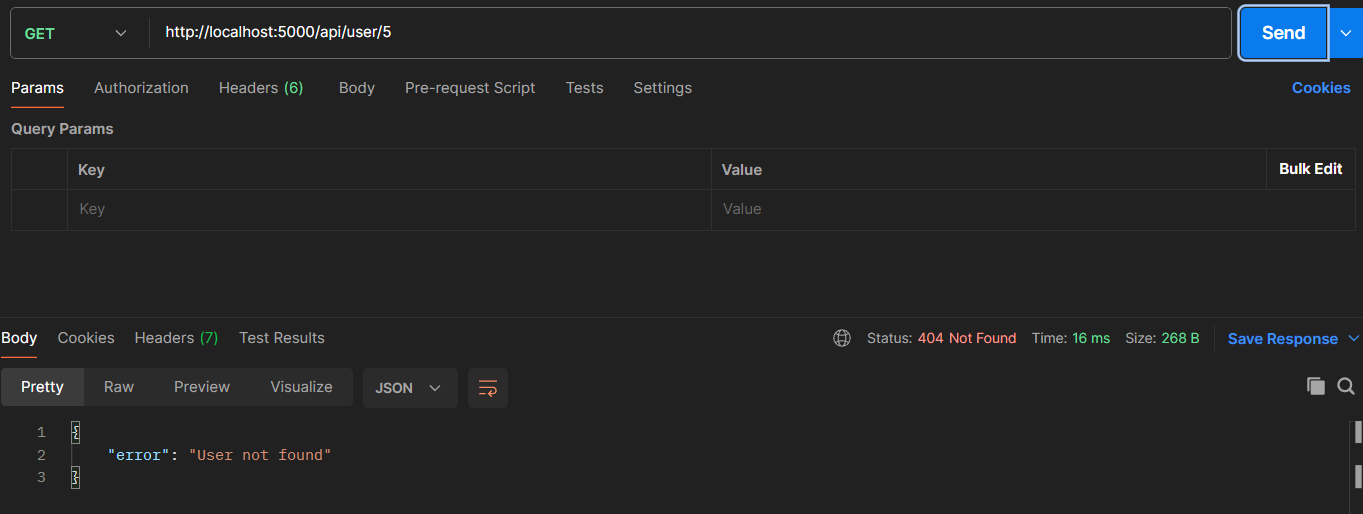 GET http://localhost:5000/api/user/5 Send
Params Authorization Headers (6) Body Pre-request Script Tests Settings Cookies
Query Params
Key Value Bulk Edit
Key Value
Body Cookies Headers (7) Test Results Status: 404 Not Found Time: 16 ms Size: 268 B Save Response
Pretty Raw Preview Visualize JSON
1 {
2 "error": "User not found"
3 }